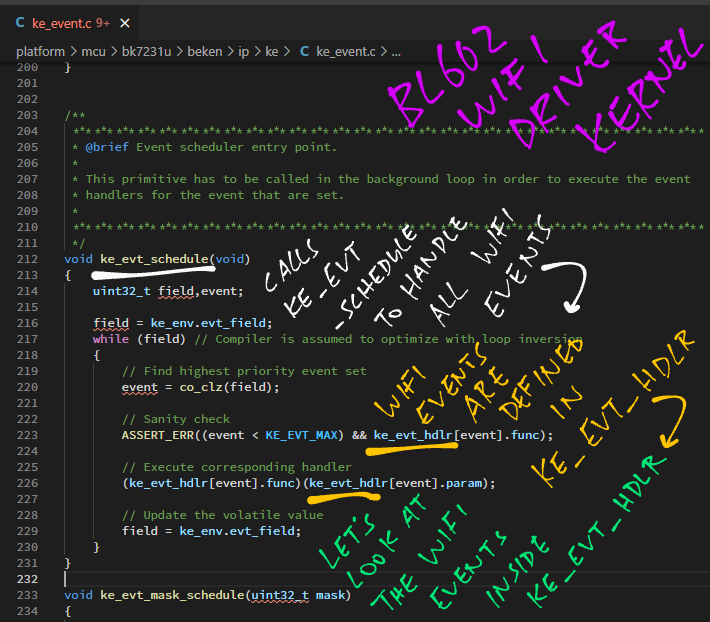 C ke_event.c 9+ ×
platform > mcu > bk7231u > beken > ip > ke > C ke_event.c > ...
200 }
201
202
203 /**
204 ****************************************************************************************
205 * @brief Event scheduler entry point.
206 *
207 * This primitive has to be called in the background loop in order to execute the event
208 * handlers for the event that are set.
209 *
210 ****************************************************************************************
211 */
212 void ke_evt_schedule(void)
213 {
214 uint32_t field,event;
215
216 field = ke_env.evt_field;
217 while (field) // Compiler is assumed to optimize with loop inversion
218 {
219 // Find highest priority event set
220 event = co_clz(field);
221
222 // Sanity check
223 ASSERT_ERR((event < KE_EVT_MAX) && ke_evt_hdlr[event].func);
224
225 // Execute corresponding handler
226 (ke_evt_hdlr[event].func)(ke_evt_hdlr[event].param);
227
228 // Update the volatile value
229 field = ke_env.evt_field;
230 }
231 }
232
233 void ke_evt_mask_schedule(uint32_t mask)
234 {
BL602
WIFI
DRIVER
KERNEL
CALLS
KE_EVT
_SCHEDULE
TO HANDLE
ALL WIFI
EVENTS
WIFI
EVENTS
ARE
DEFINED
IN
KE_EVT_HDLR
LET'S
LOOK AT
THE WIFI
EVENTS
INSIDE
KE_EVT_HDLR